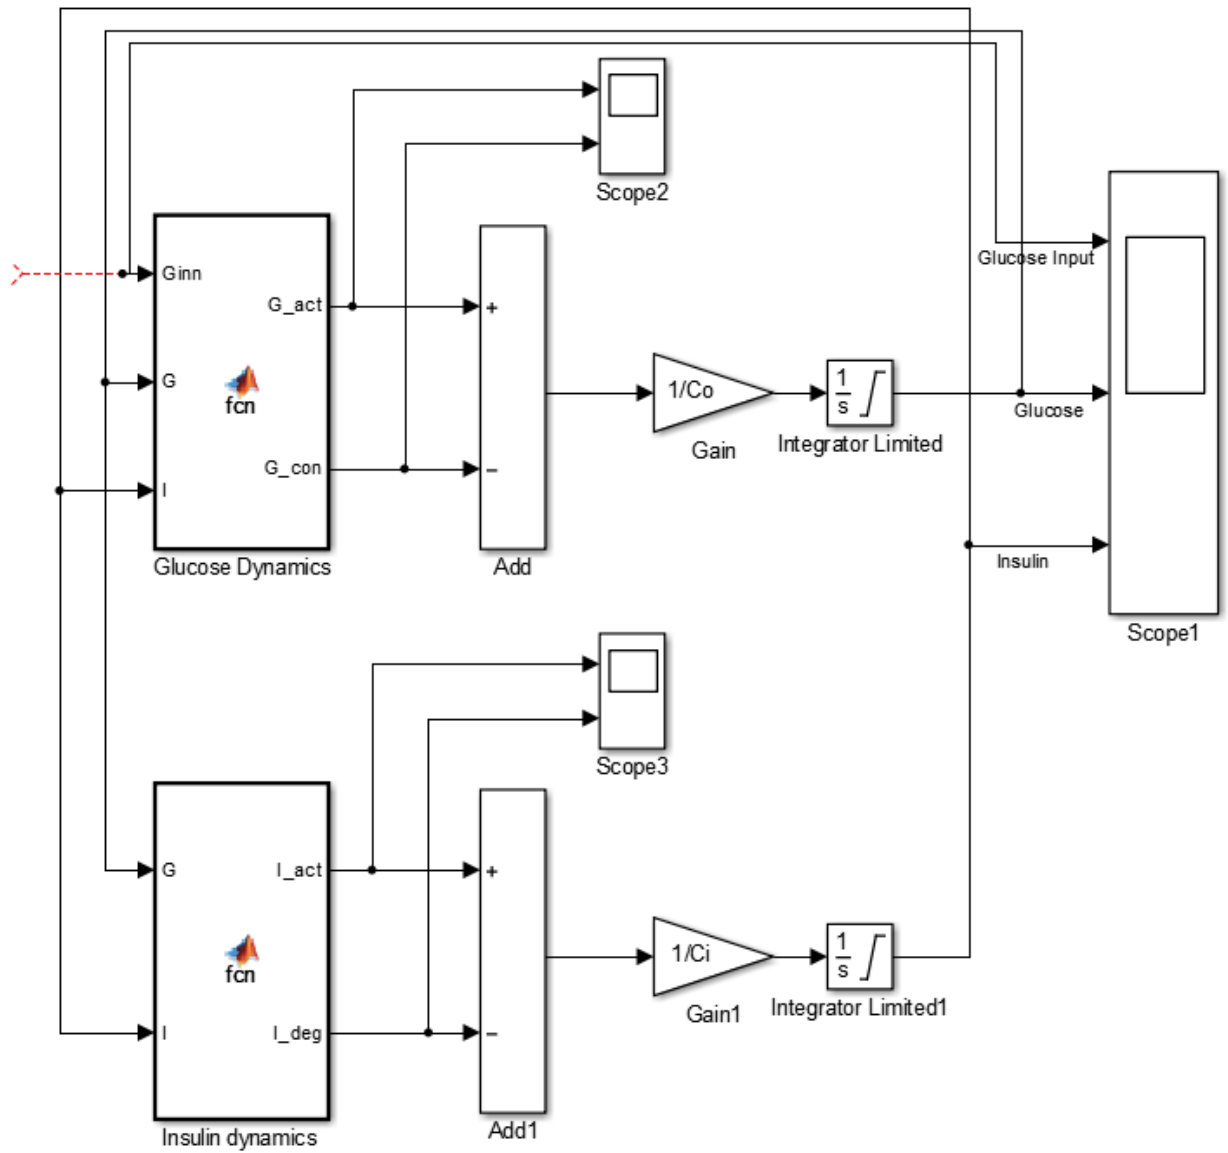 Scope2
Ginn
G_act
+
Glucose Input
G
fcn
1/Co
1
s
Glucose
Gain
Integrator Limited
G_con
−
I
Insulin
Glucose Dynamics
Add
Scope1
Scope3
G
I_act
+
fcn
1/Ci
1
s
Gain1
Integrator Limited1
I
I_deg
−
Insulin dynamics
Add1